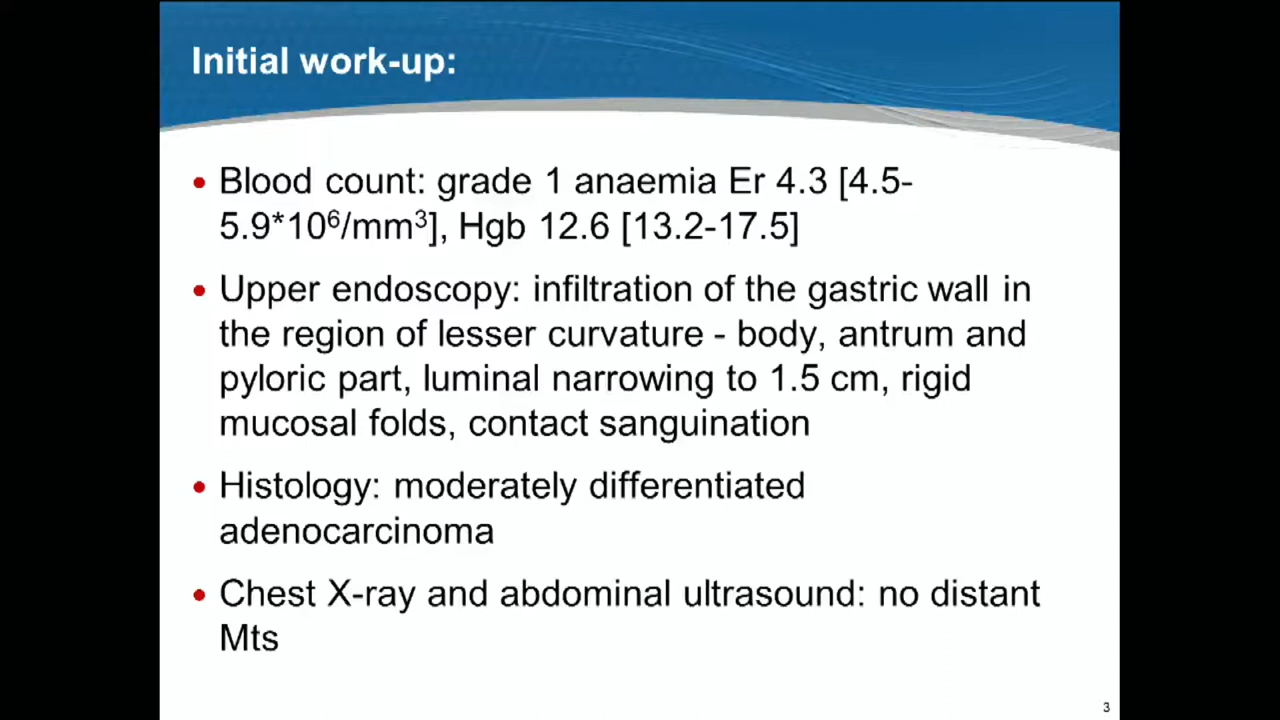 Initial work-up:
• Blood count: grade 1 anaemia Er 4.3 [4.5-
5.9*10⁶/mm³], Hgb 12.6 [13.2-17.5]
• Upper endoscopy: infiltration of the gastric wall in
the region of lesser curvature - body, antrum and
pyloric part, luminal narrowing to 1.5 cm, rigid
mucosal folds, contact sanguination
• Histology: moderately differentiated
adenocarcinoma
• Chest X-ray and abdominal ultrasound: no distant
Mts
3